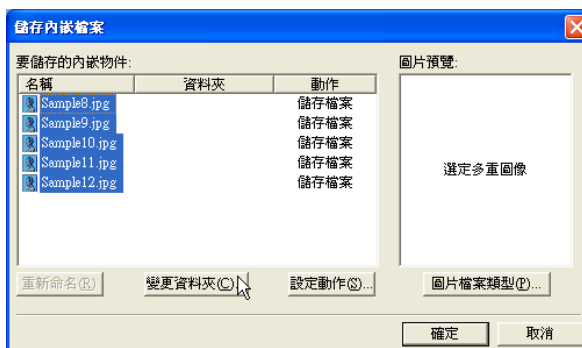 儲存內嵌檔案
要儲存的內嵌物件: 圖片預覽:
名稱 資料夾 動作
Sample8.jpg 儲存檔案
Sample9.jpg 儲存檔案
Sample10.jpg 儲存檔案
Sample11.jpg 儲存檔案
Sample12.jpg 儲存檔案
選定多重圖像
重新命名(R) 變更資料夾(C)... 設定動作(S)... 圖片檔案類型(P)...
確定 取消